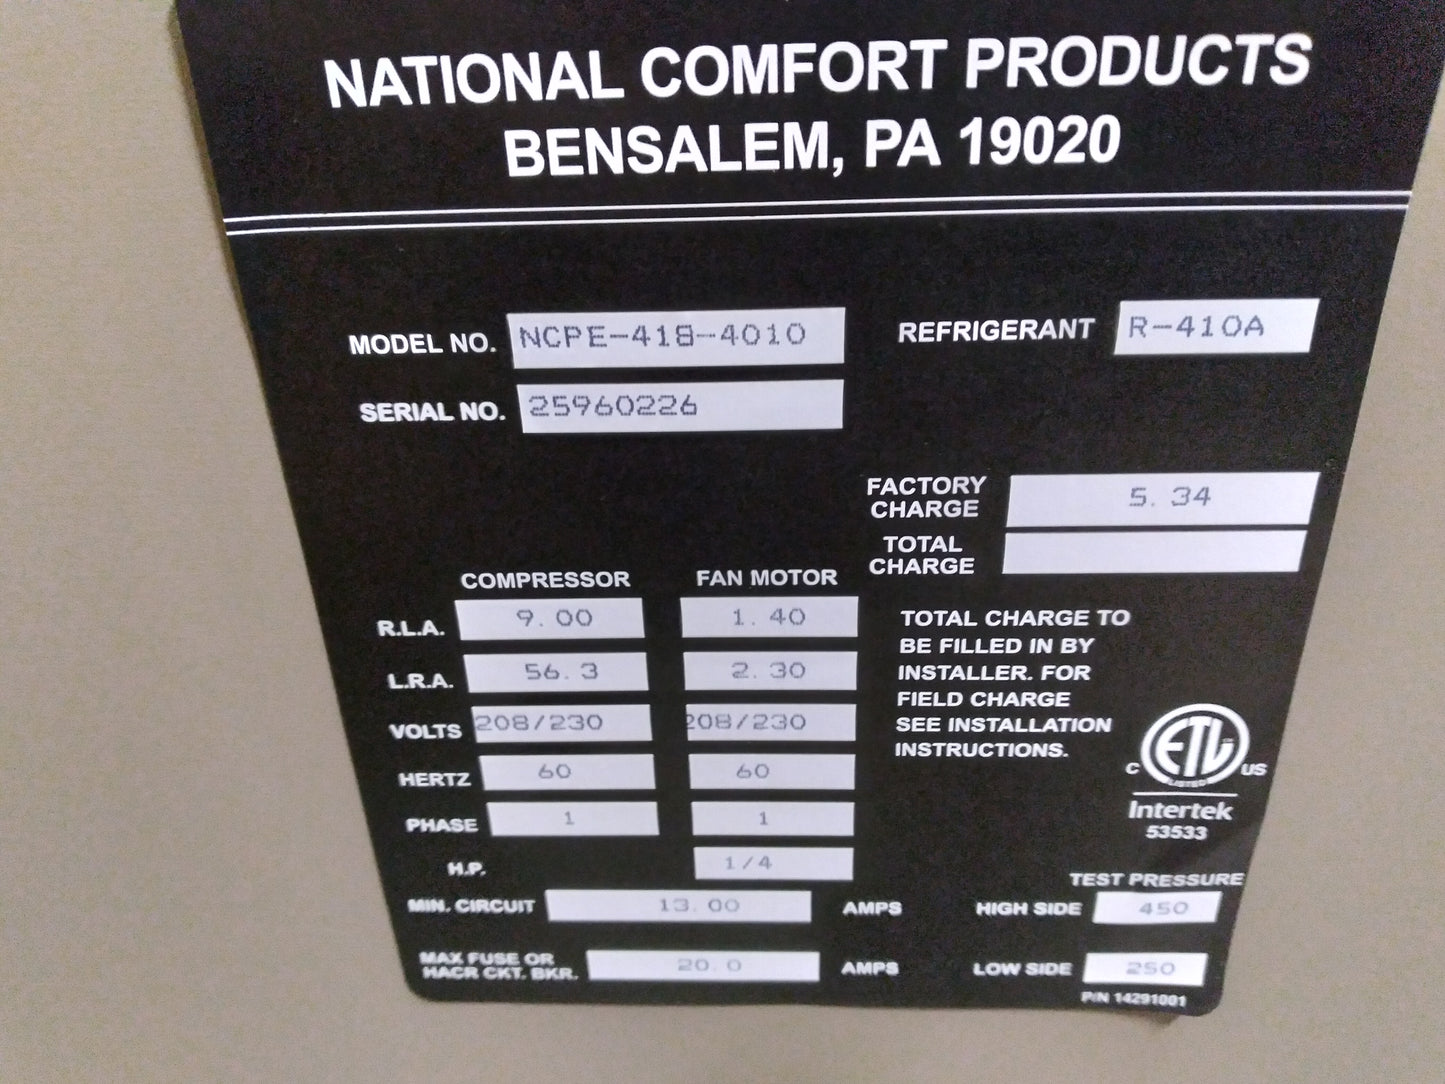 NATIONAL COMFORT PRODUCTS
BENSALEM, PA 19020
MODEL NO. NCPE-418-4010
REFRIGERANT R-410A
SERIAL NO. 25960226
FACTORY CHARGE 5.34
TOTAL CHARGE
COMPRESSOR FAN MOTOR
R.L.A. 9.00 1.40
L.R.A. 56.3 2.30
VOLTS 208/230 208/230
HERTZ 60 60
PHASE 1 1
H.P. 1/4
MIN. CIRCUIT 13.00 AMPS
MAX FUSE OR
HACR CKT. BKR. 20.0 AMPS
TOTAL CHARGE TO
BE FILLED IN BY
INSTALLER. FOR
FIELD CHARGE
SEE INSTALLATION
INSTRUCTIONS.
C ETL US
LISTED
Intertek
53533
TEST PRESSURE
HIGH SIDE 450
LOW SIDE 250
P/N 14291001